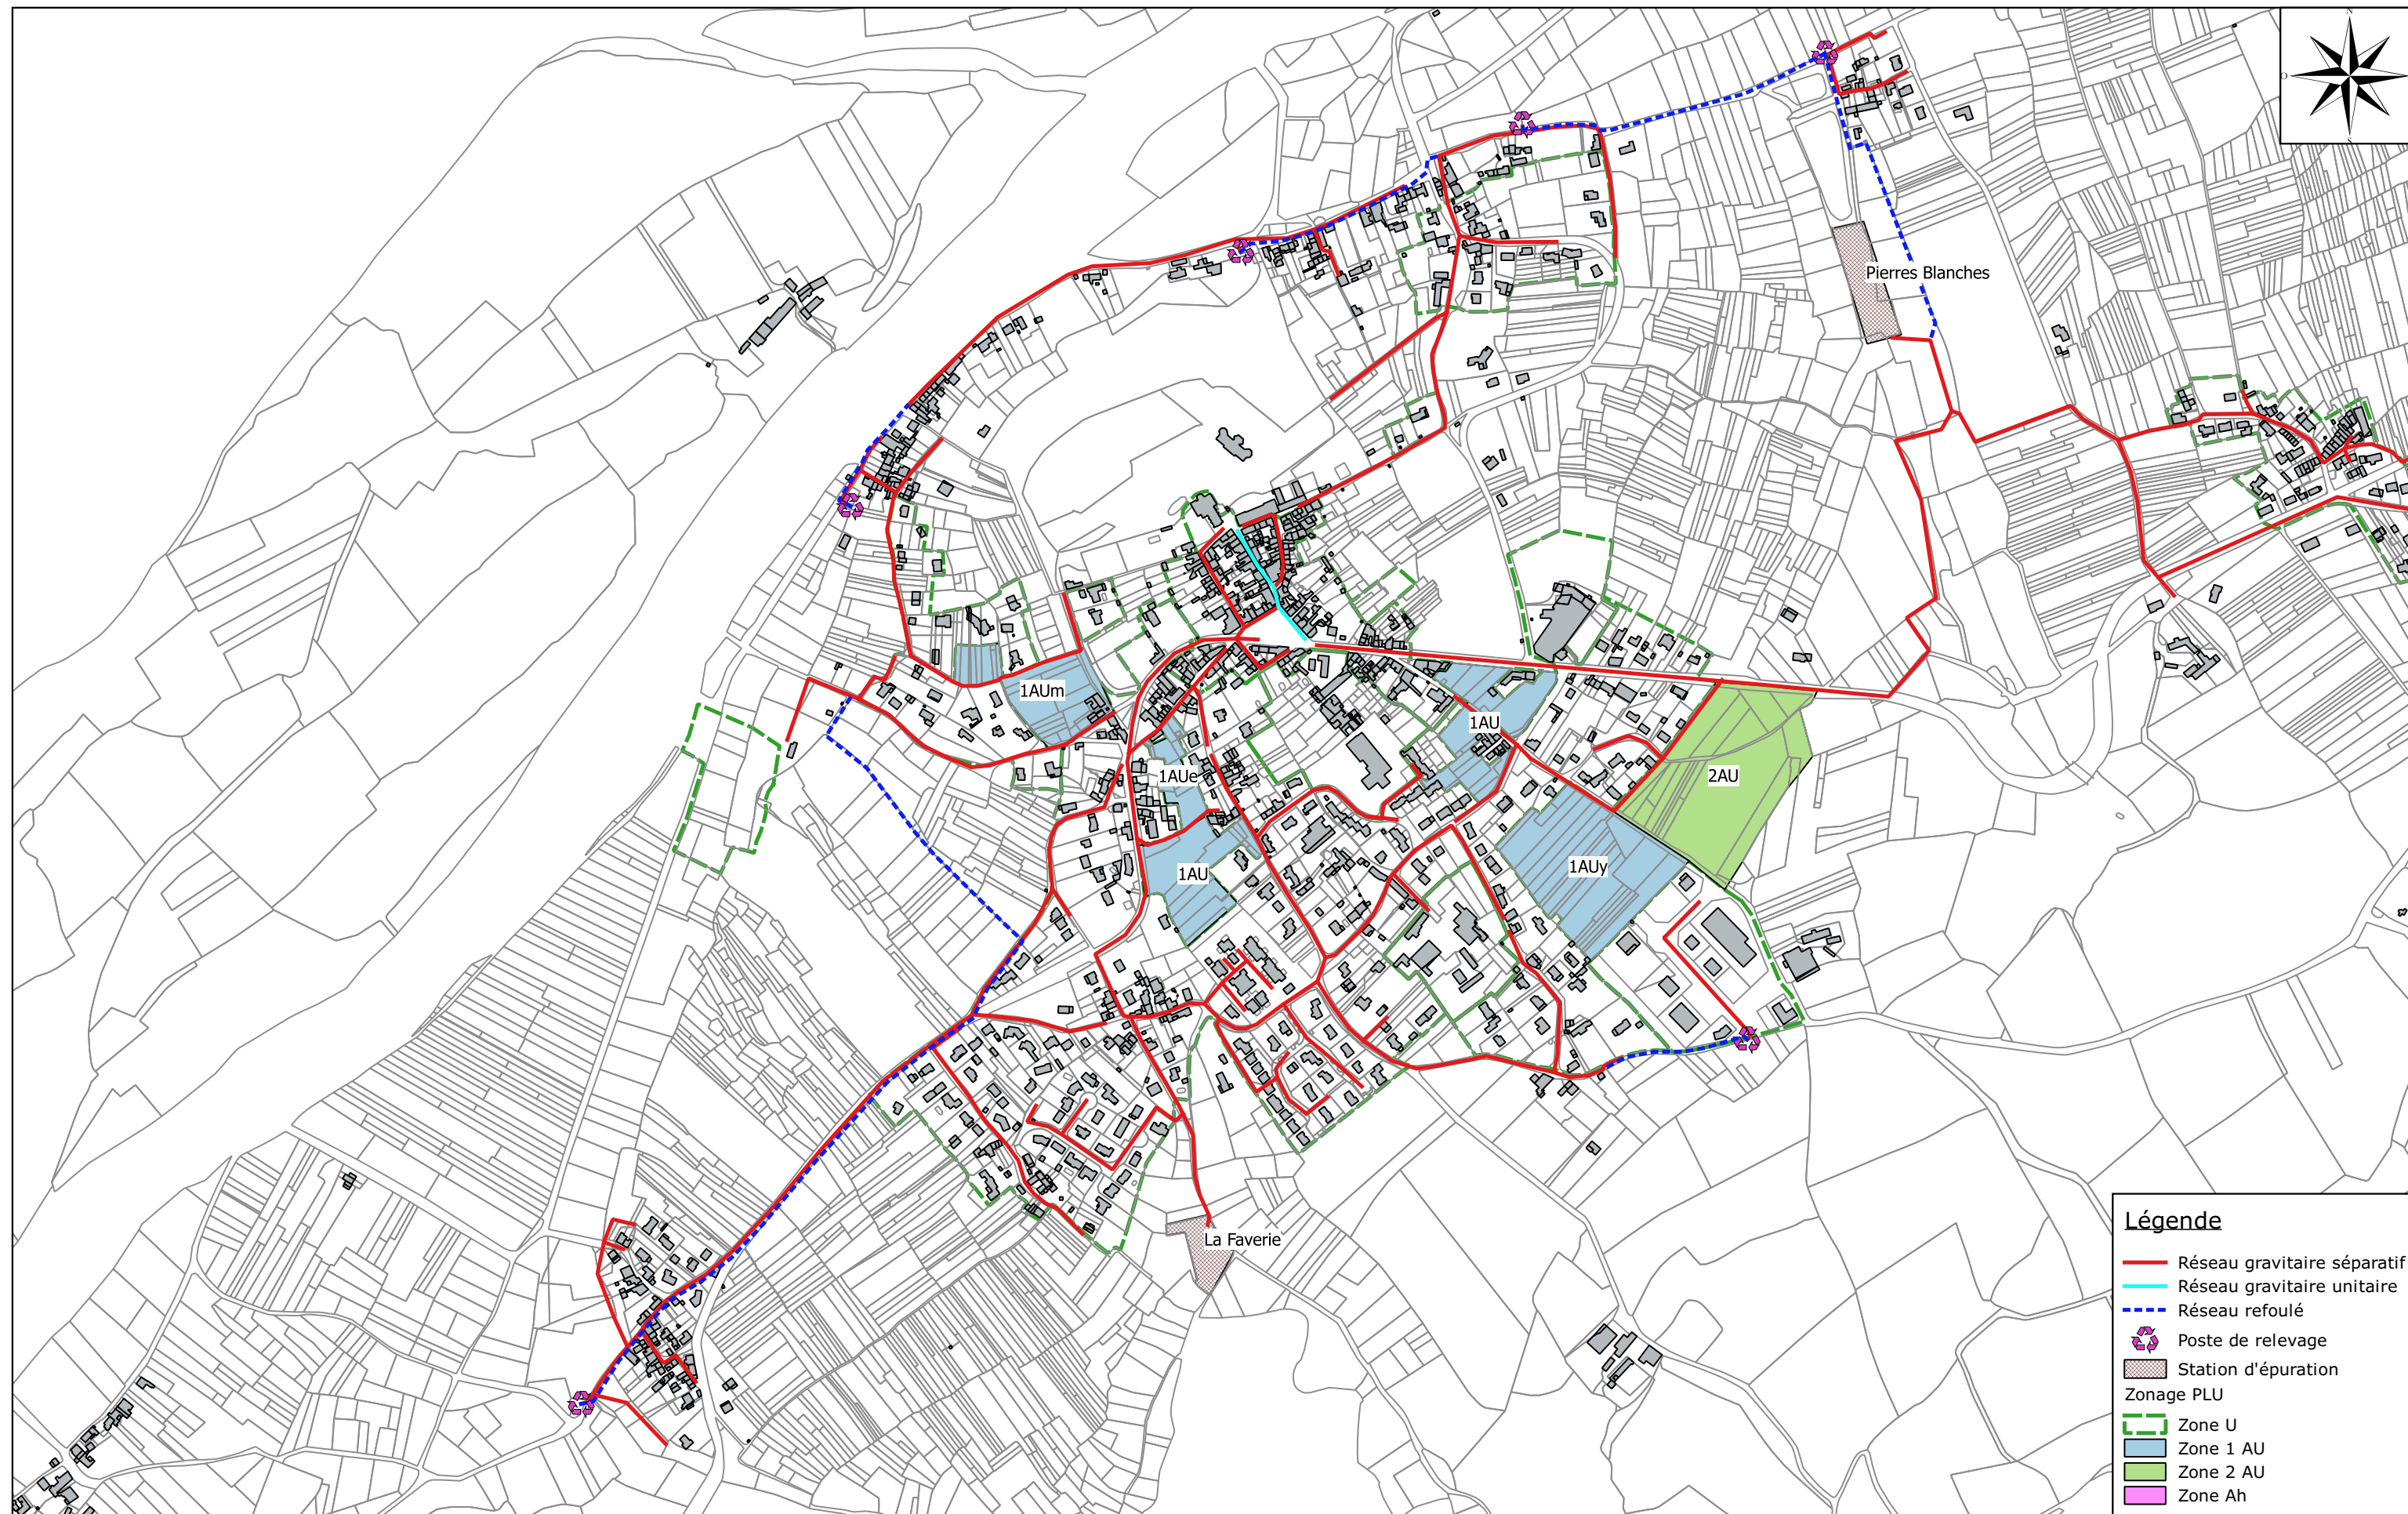 N
O
S
Pierres Blanches
1AUm
1AU
1AUe
2AU
1AUy
1AU
La Faverie
Légende
Réseau gravitaire séparatif
Réseau gravitaire unitaire
Réseau refoulé
Poste de relevage
Station d'épuration
Zonage PLU
Zone U
Zone 1 AU
Zone 2 AU
Zone Ah